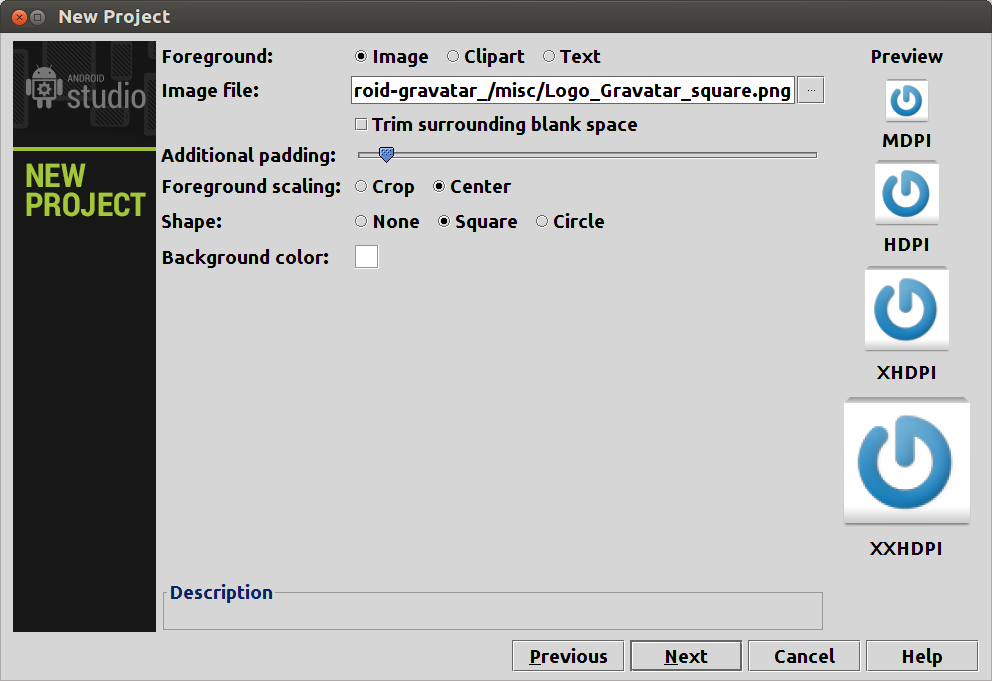 New Project
ANDROID
studio
NEW
PROJECT
Foreground: Image Clipart Text
Image file: roid-gravatar_/misc/Logo_Gravatar_square.png ...
Trim surrounding blank space
Additional padding:
Foreground scaling: Crop Center
Shape: None Square Circle
Background color:
Preview
MDPI
HDPI
XHDPI
XXHDPI
Description
Previous Next Cancel Help